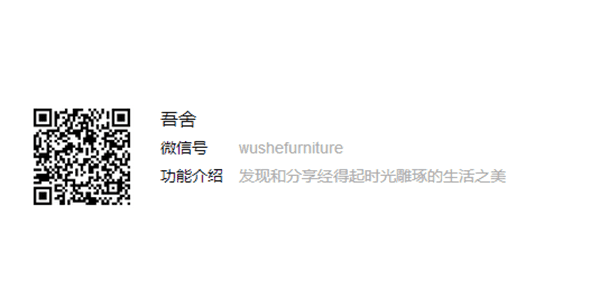 吾舍
微信号 wushefurniture
功能介绍 发现和分享经得起时光雕琢的生活之美